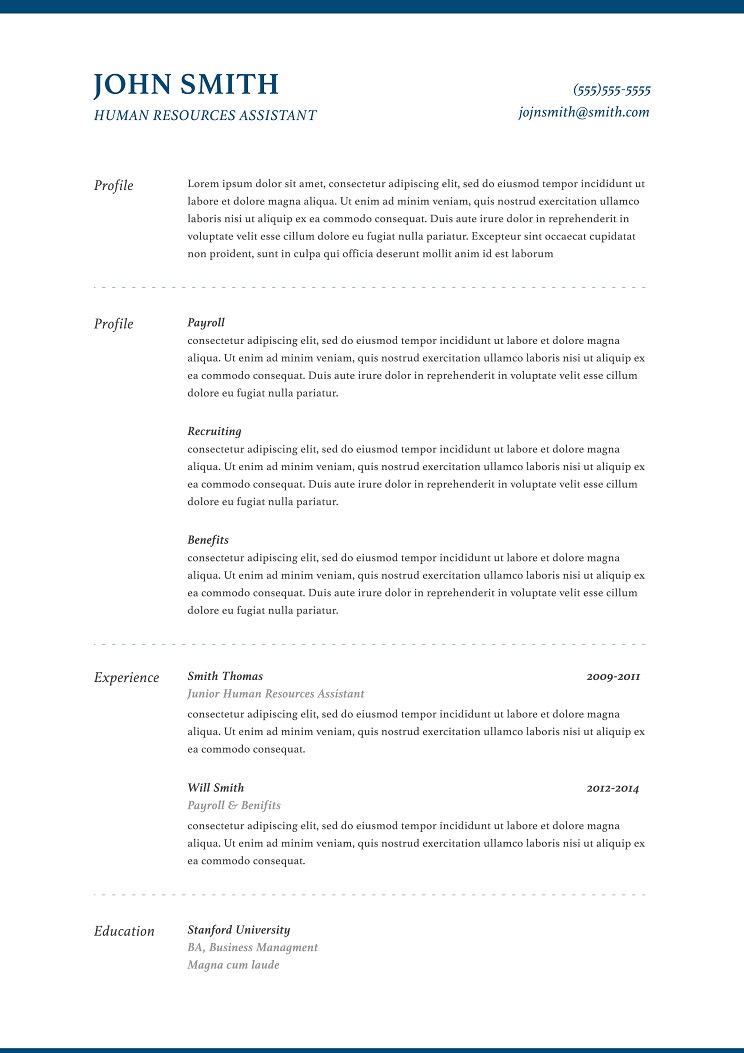 JOHN SMITH
HUMAN RESOURCES ASSISTANT
(555)555-5555
jojnsmith@smith.com
Profile
Lorem ipsum dolor sit amet, consectetur adipiscing elit, sed do eiusmod tempor incididunt ut
labore et dolore magna aliqua. Ut enim ad minim veniam, quis nostrud exercitation ullamco
laboris nisi ut aliquip ex ea commodo consequat. Duis aute irure dolor in reprehenderit in
voluptate velit esse cillum dolore eu fugiat nulla pariatur. Excepteur sint occaecat cupidatat
non proident, sunt in culpa qui officia deserunt mollit anim id est laborum
Profile
Payroll
consectetur adipiscing elit, sed do eiusmod tempor incididunt ut labore et dolore magna
aliqua. Ut enim ad minim veniam, quis nostrud exercitation ullamco laboris nisi ut aliquip ex
ea commodo consequat. Duis aute irure dolor in reprehenderit in voluptate velit esse cillum
dolore eu fugiat nulla pariatur.
Recruiting
consectetur adipiscing elit, sed do eiusmod tempor incididunt ut labore et dolore magna
aliqua. Ut enim ad minim veniam, quis nostrud exercitation ullamco laboris nisi ut aliquip ex
ea commodo consequat. Duis aute irure dolor in reprehenderit in voluptate velit esse cillum
dolore eu fugiat nulla pariatur.
Benefits
consectetur adipiscing elit, sed do eiusmod tempor incididunt ut labore et dolore magna
aliqua. Ut enim ad minim veniam, quis nostrud exercitation ullamco laboris nisi ut aliquip ex
ea commodo consequat. Duis aute irure dolor in reprehenderit in voluptate velit esse cillum
dolore eu fugiat nulla pariatur.
Experience
Smith Thomas 2009-2011
Junior Human Resources Assistant
consectetur adipiscing elit, sed do eiusmod tempor incididunt ut labore et dolore magna
aliqua. Ut enim ad minim veniam, quis nostrud exercitation ullamco laboris nisi ut aliquip ex
ea commodo consequat.
Will Smith 2012-2014
Payroll & Benifits
consectetur adipiscing elit, sed do eiusmod tempor incididunt ut labore et dolore magna
aliqua. Ut enim ad minim veniam, quis nostrud exercitation ullamco laboris nisi ut aliquip ex
ea commodo consequat.
Education
Stanford University
BA, Business Managment
Magna cum laude